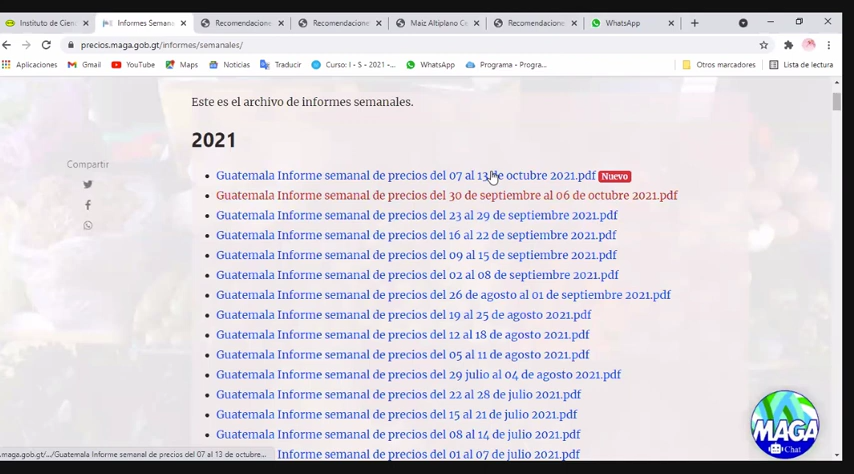 Instituto de Cien
Informes Semana
Recomendacione
Recomendacione
Maiz Altiplano C
Recomendacione
WhatsApp
precios.maga.gob.gt/informes/semanales/
Aplicaciones
Gmail
YouTube
Maps
Noticias
Traducir
Curso: I - S - 2021 -...
WhatsApp
Programa - Progra...
Otros marcadores
Lista de lectura
Este es el archivo de informes semanales.
2021
Compartir
Guatemala Informe semanal de precios del 07 al 13 de octubre 2021.pdf Nuevo
Guatemala Informe semanal de precios del 30 de septiembre al 06 de octubre 2021.pdf
Guatemala Informe semanal de precios del 23 al 29 de septiembre 2021.pdf
Guatemala Informe semanal de precios del 16 al 22 de septiembre 2021.pdf
Guatemala Informe semanal de precios del 09 al 15 de septiembre 2021.pdf
Guatemala Informe semanal de precios del 02 al 08 de septiembre 2021.pdf
Guatemala Informe semanal de precios del 26 de agosto al 01 de septiembre 2021.pdf
Guatemala Informe semanal de precios del 19 al 25 de agosto 2021.pdf
Guatemala Informe semanal de precios del 12 al 18 de agosto 2021.pdf
Guatemala Informe semanal de precios del 05 al 11 de agosto 2021.pdf
Guatemala Informe semanal de precios del 29 julio al 04 de agosto 2021.pdf
Guatemala Informe semanal de precios del 22 al 28 de julio 2021.pdf
Guatemala Informe semanal de precios del 15 al 21 de julio 2021.pdf
Guatemala Informe semanal de precios del 08 al 14 de julio 2021.pdf
Informe semanal de precios del 01 al 07 de julio 2021.pdf
.maga.gob.gt/.../Guatemala Informe semanal de precios del 07 al 13 de octubre...
MAGA
Chat